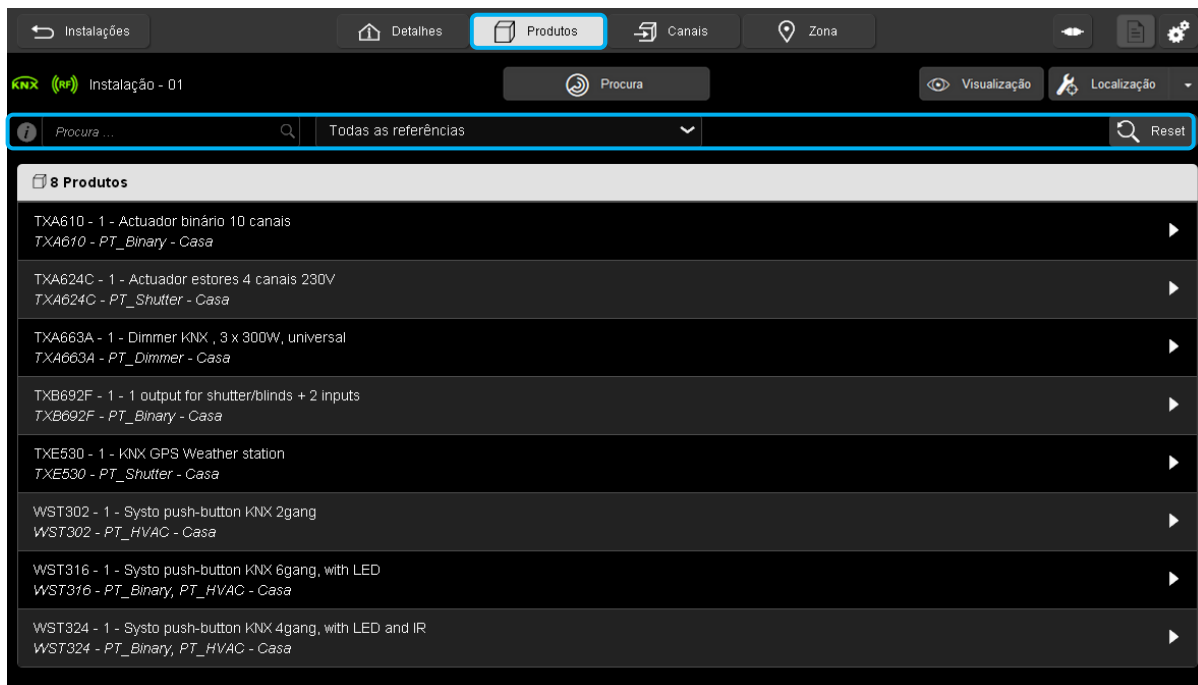 Instalações
Detalhes
Produtos
Canais
Zona
KNX ((RF)) Instalação - 01
Procura
Visualização
Localização
i Procura ...
Todas as referências
Reset
8 Produtos
TXA610 - 1 - Actuador binário 10 canais
TXA610 - PT_Binary - Casa
TXA624C - 1 - Actuador estores 4 canais 230V
TXA624C - PT_Shutter - Casa
TXA663A - 1 - Dimmer KNX , 3 x 300W, universal
TXA663A - PT_Dimmer - Casa
TXB692F - 1 - 1 output for shutter/blinds + 2 inputs
TXB692F - PT_Binary - Casa
TXE530 - 1 - KNX GPS Weather station
TXE530 - PT_Shutter - Casa
WST302 - 1 - Systo push-button KNX 2gang
WST302 - PT_HVAC - Casa
WST316 - 1 - Systo push-button KNX 6gang, with LED
WST316 - PT_Binary, PT_HVAC - Casa
WST324 - 1 - Systo push-button KNX 4gang, with LED and IR
WST324 - PT_Binary, PT_HVAC - Casa